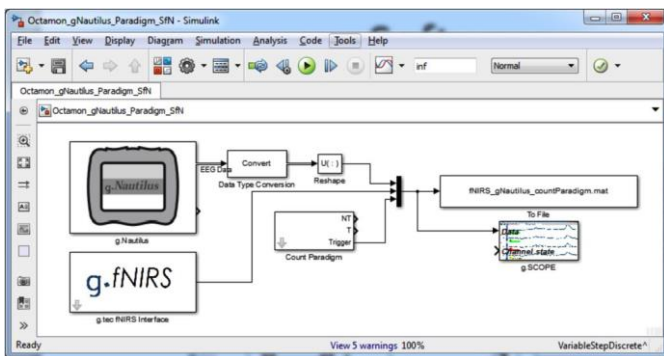 Octamon_gNautilus_Paradigm_SfN - Simulink
File Edit View Display Diagram Simulation Analysis Code Tools Help
inf Normal
Octamon_gNautilus_Paradigm_SfN
Octamon_gNautilus_Paradigm_SfN
g.Nautilus
EEG Data
Convert
U( : )
Data Type Conversion
Reshape
g.Nautilus
NT
T
Trigger
Count Paradigm
fNIRS_gNautilus_countParadigm.mat
To File
Data
Channel state
g.SCOPE
g.fNIRS
g.tec fNIRS Interface
Ready View 5 warnings 100% VariableStepDiscrete^